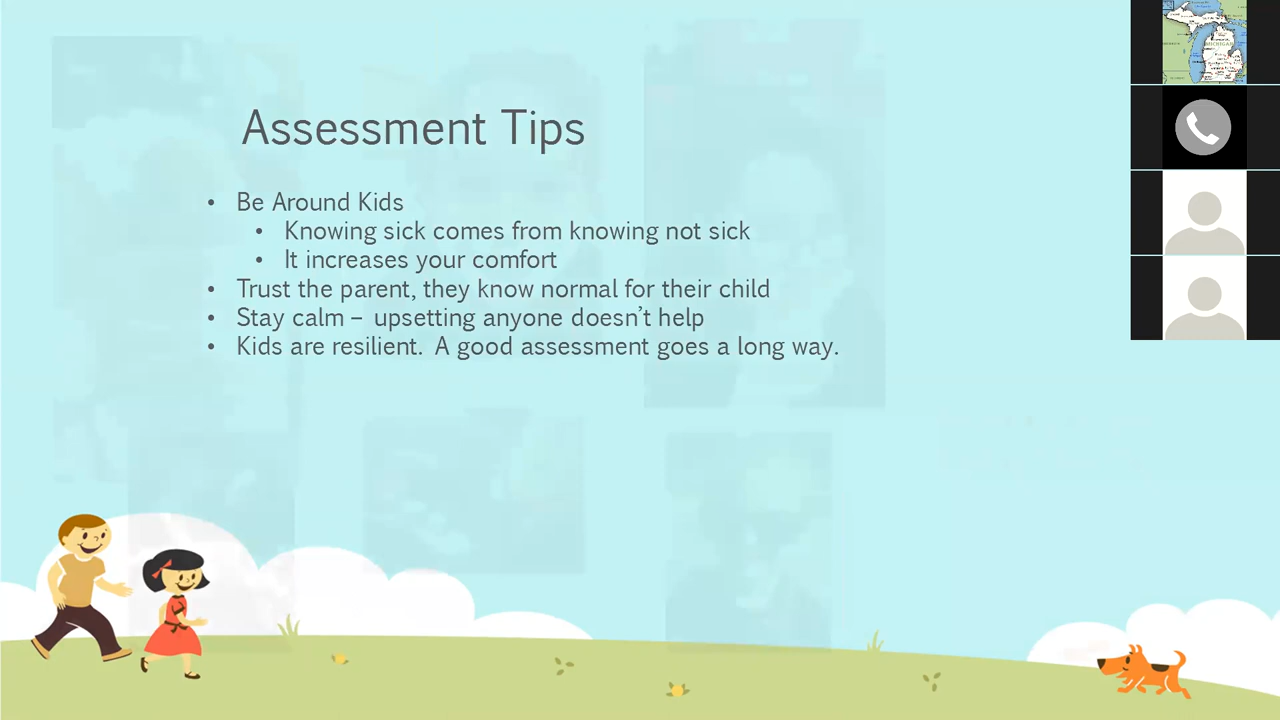 Assessment Tips
• Be Around Kids
• Knowing sick comes from knowing not sick
• It increases your comfort
• Trust the parent, they know normal for their child
• Stay calm – upsetting anyone doesn't help
• Kids are resilient. A good assessment goes a long way.
MICHIGAN